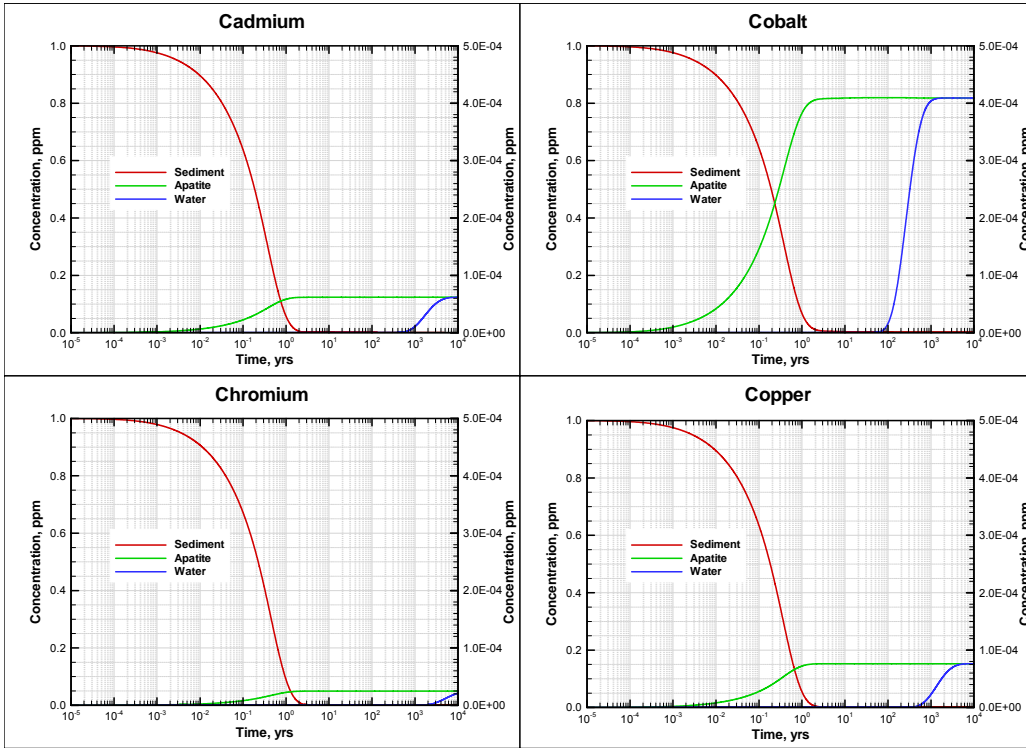 Cadmium
Concentration, ppm
1.0
0.8
0.6
0.4
0.2
0.0
Sediment
Apatite
Water
5.0E-04
4.0E-04
3.0E-04
2.0E-04
1.0E-04
0.0E+00
Concentration, ppm
10⁻⁵ 10⁻⁴ 10⁻³ 10⁻² 10⁻¹ 10⁰ 10¹ 10² 10³ 10⁴
Time, yrs
Cobalt
Concentration, ppm
1.0
0.8
0.6
0.4
0.2
0.0
Sediment
Apatite
Water
5.0E-04
4.0E-04
3.0E-04
2.0E-04
1.0E-04
0.0E+00
Concentration, ppm
10⁻⁵ 10⁻⁴ 10⁻³ 10⁻² 10⁻¹ 10⁰ 10¹ 10² 10³ 10⁴
Time, yrs
Chromium
Concentration, ppm
1.0
0.8
0.6
0.4
0.2
0.0
Sediment
Apatite
Water
5.0E-04
4.0E-04
3.0E-04
2.0E-04
1.0E-04
0.0E+00
Concentration, ppm
10⁻⁵ 10⁻⁴ 10⁻³ 10⁻² 10⁻¹ 10⁰ 10¹ 10² 10³ 10⁴
Time, yrs
Copper
Concentration, ppm
1.0
0.8
0.6
0.4
0.2
0.0
Sediment
Apatite
Water
5.0E-04
4.0E-04
3.0E-04
2.0E-04
1.0E-04
0.0E+00
Concentration, ppm
10⁻⁵ 10⁻⁴ 10⁻³ 10⁻² 10⁻¹ 10⁰ 10¹ 10² 10³ 10⁴
Time, yrs